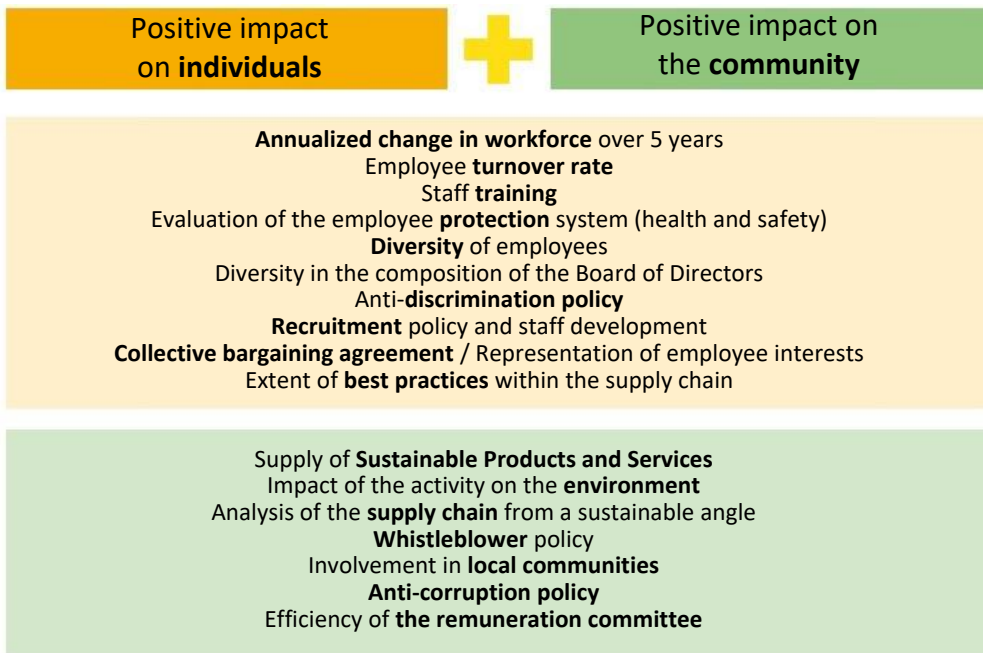 Positive impact
on individuals
Positive impact on
the community
Annualized change in workforce over 5 years
Employee turnover rate
Staff training
Evaluation of the employee protection system (health and safety)
Diversity of employees
Diversity in the composition of the Board of Directors
Anti-discrimination policy
Recruitment policy and staff development
Collective bargaining agreement / Representation of employee interests
Extent of best practices within the supply chain
Supply of Sustainable Products and Services
Impact of the activity on the environment
Analysis of the supply chain from a sustainable angle
Whistleblower policy
Involvement in local communities
Anti-corruption policy
Efficiency of the remuneration committee